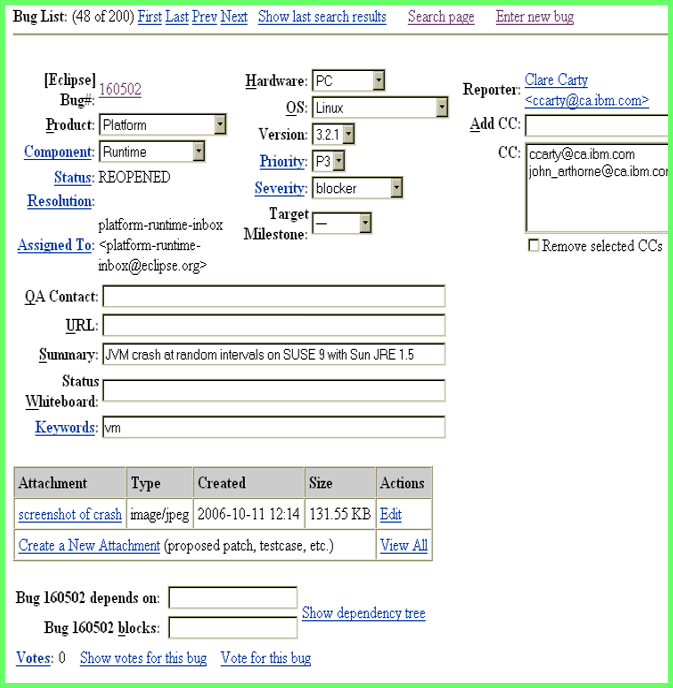 Bug List: (48 of 200) First Last Prev Next Show last search results Search page Enter new bug
[Eclipse] Bug#: 160502
Hardware: PC
Reporter: Clare Carty <ccarty@ca.ibm.com>
Product: Platform
OS: Linux
Add CC:
Component: Runtime
Version: 3.2.1
CC: ccarty@ca.ibm.com
john_arthorne@ca.ibm.com
Status: REOPENED
Priority: P3
Resolution:
Severity: blocker
Assigned To: platform-runtime-inbox
<platform-runtime-
inbox@eclipse.org>
Target
Milestone: ---
Remove selected CCs
QA Contact:
URL:
Summary: JVM crash at random intervals on SUSE 9 with Sun JRE 1.5
Status
Whiteboard:
Keywords: vm
Attachment Type Created Size Actions
screenshot of crash image/jpeg 2006-10-11 12:14 131.55 KB Edit
Create a New Attachment (proposed patch, testcase, etc.) View All
Bug 160502 depends on:
Show dependency tree
Bug 160502 blocks:
Votes: 0 Show votes for this bug Vote for this bug